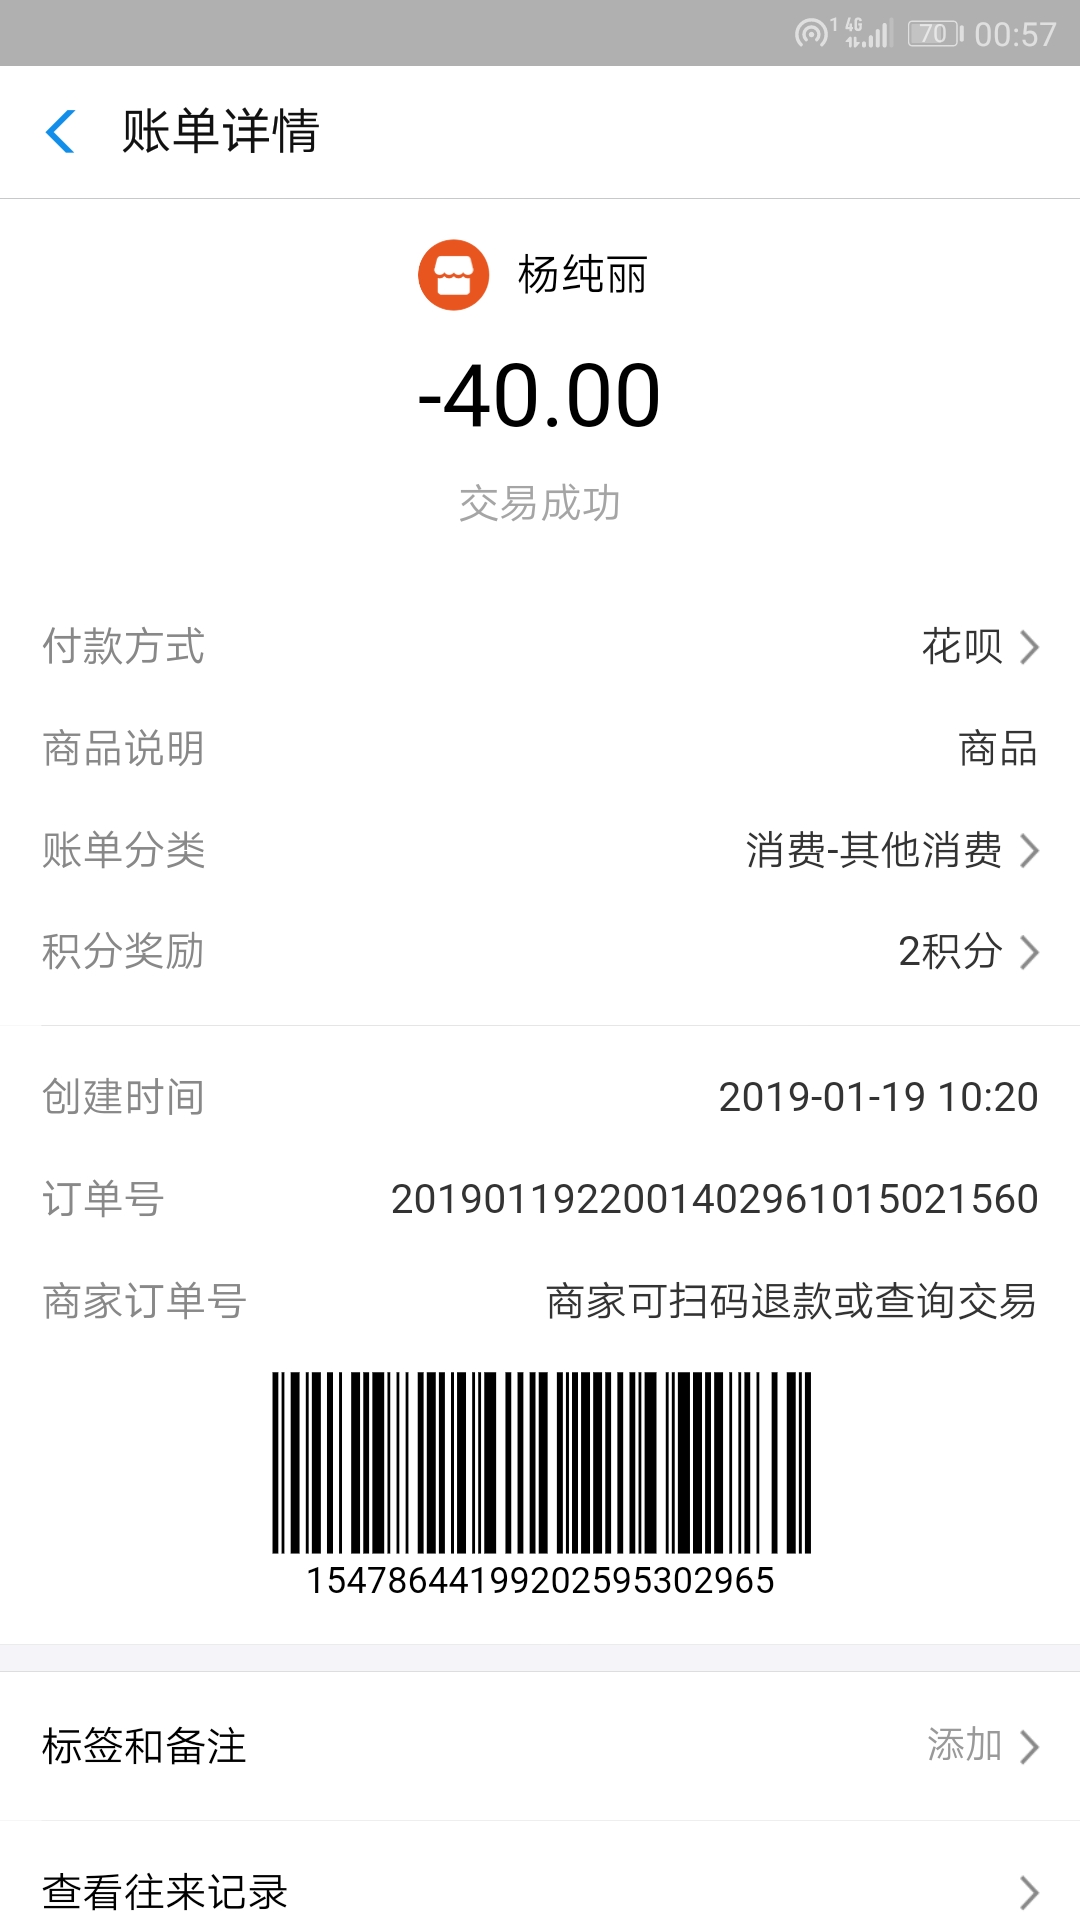 1 4G 70 00:57
账单详情
杨纯丽
-40.00
交易成功
付款方式 花呗
商品说明 商品
账单分类 消费-其他消费
积分奖励 2积分
创建时间 2019-01-19 10:20
订单号 2019011922001402961015021560
商家订单号 商家可扫码退款或查询交易
15478644199202595302965
标签和备注 添加
查看往来记录